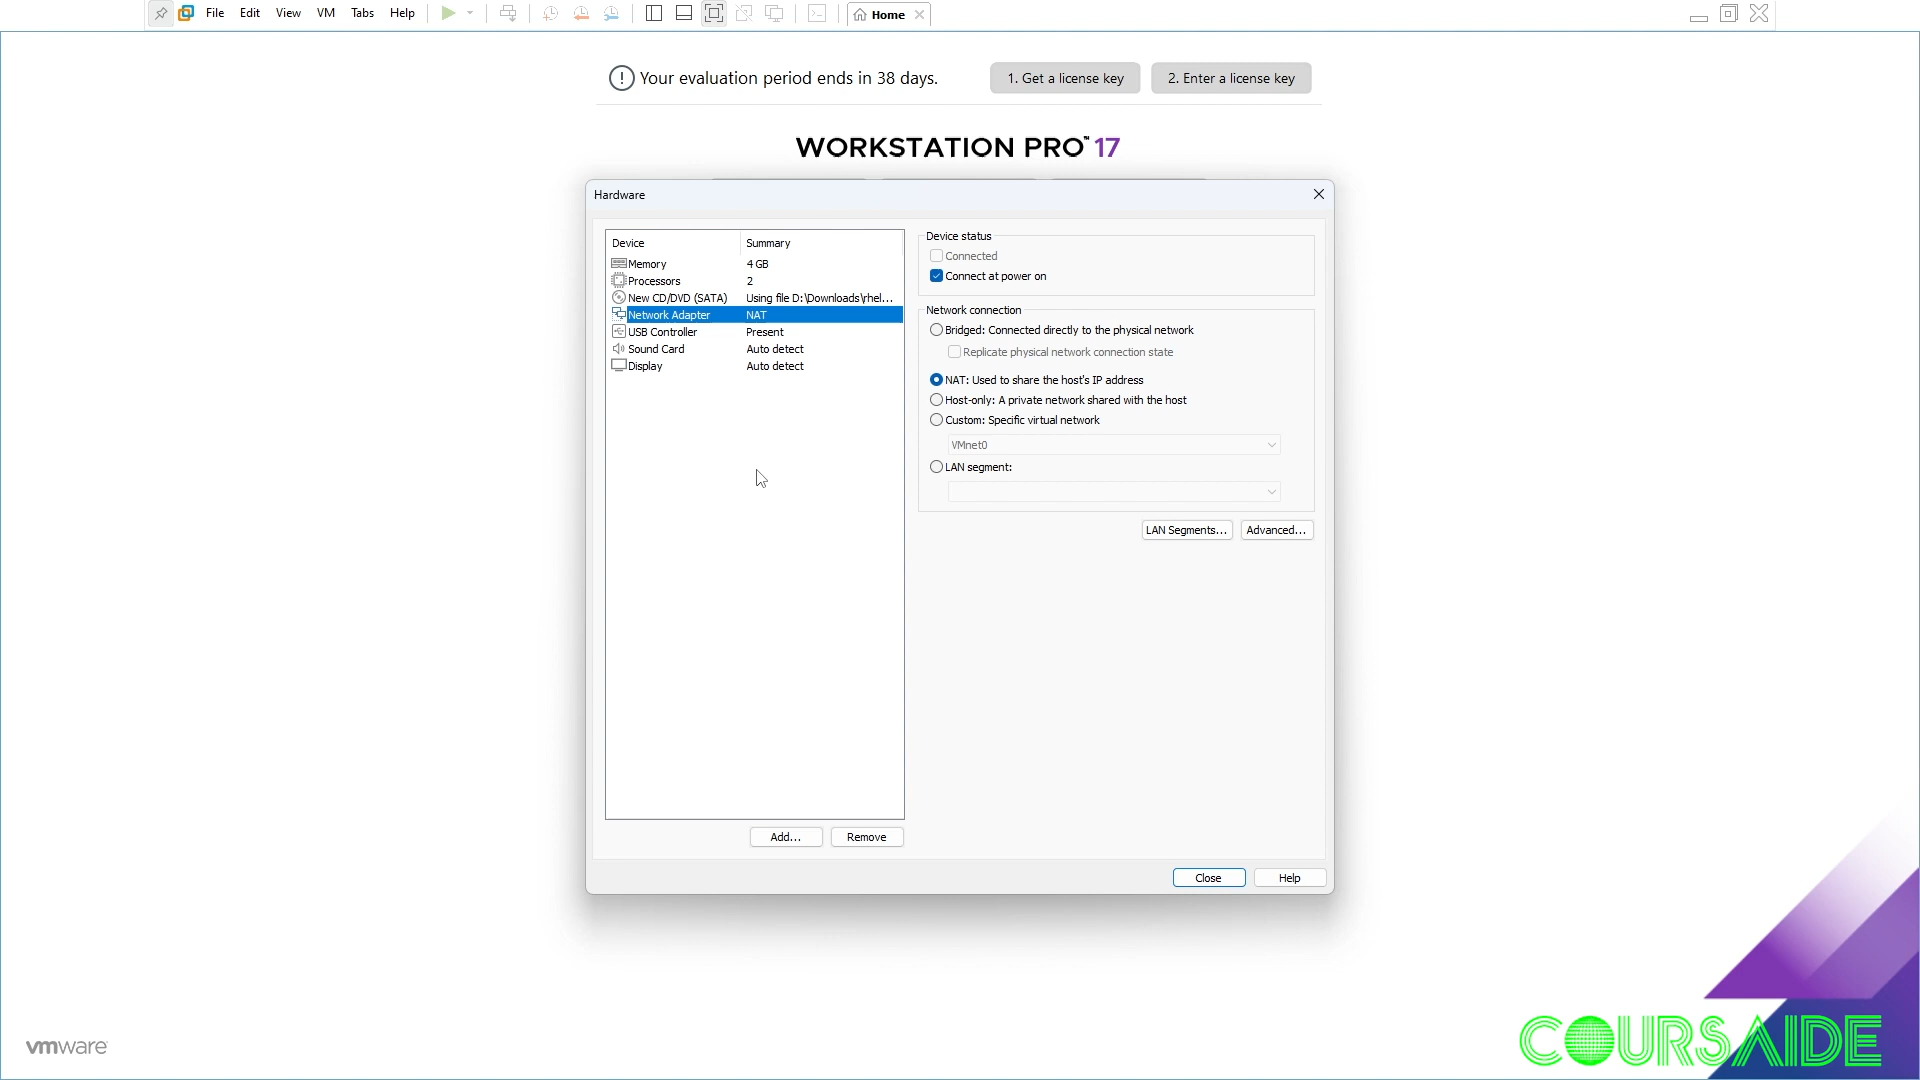 File Edit View VM Tabs Help Home
Your evaluation period ends in 38 days. 1. Get a license key 2. Enter a license key
WORKSTATION PRO™ 17
Hardware
Device Summary
Memory 4 GB
Processors 2
New CD/DVD (SATA) Using file D:\Downloads\rhel...
Network Adapter NAT
USB Controller Present
Sound Card Auto detect
Display Auto detect
Device status
Connected
Connect at power on
Network connection
Bridged: Connected directly to the physical network
Replicate physical network connection state
NAT: Used to share the host's IP address
Host-only: A private network shared with the host
Custom: Specific virtual network
VMnet0
LAN segment:
LAN Segments... Advanced...
Add... Remove
Close Help
vmware
COURSAIDE